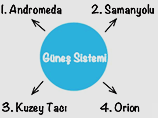 1. Andromeda
2. Samanyolu
Güneş Sistemi
3. Kuzey Tacı
4. Orion